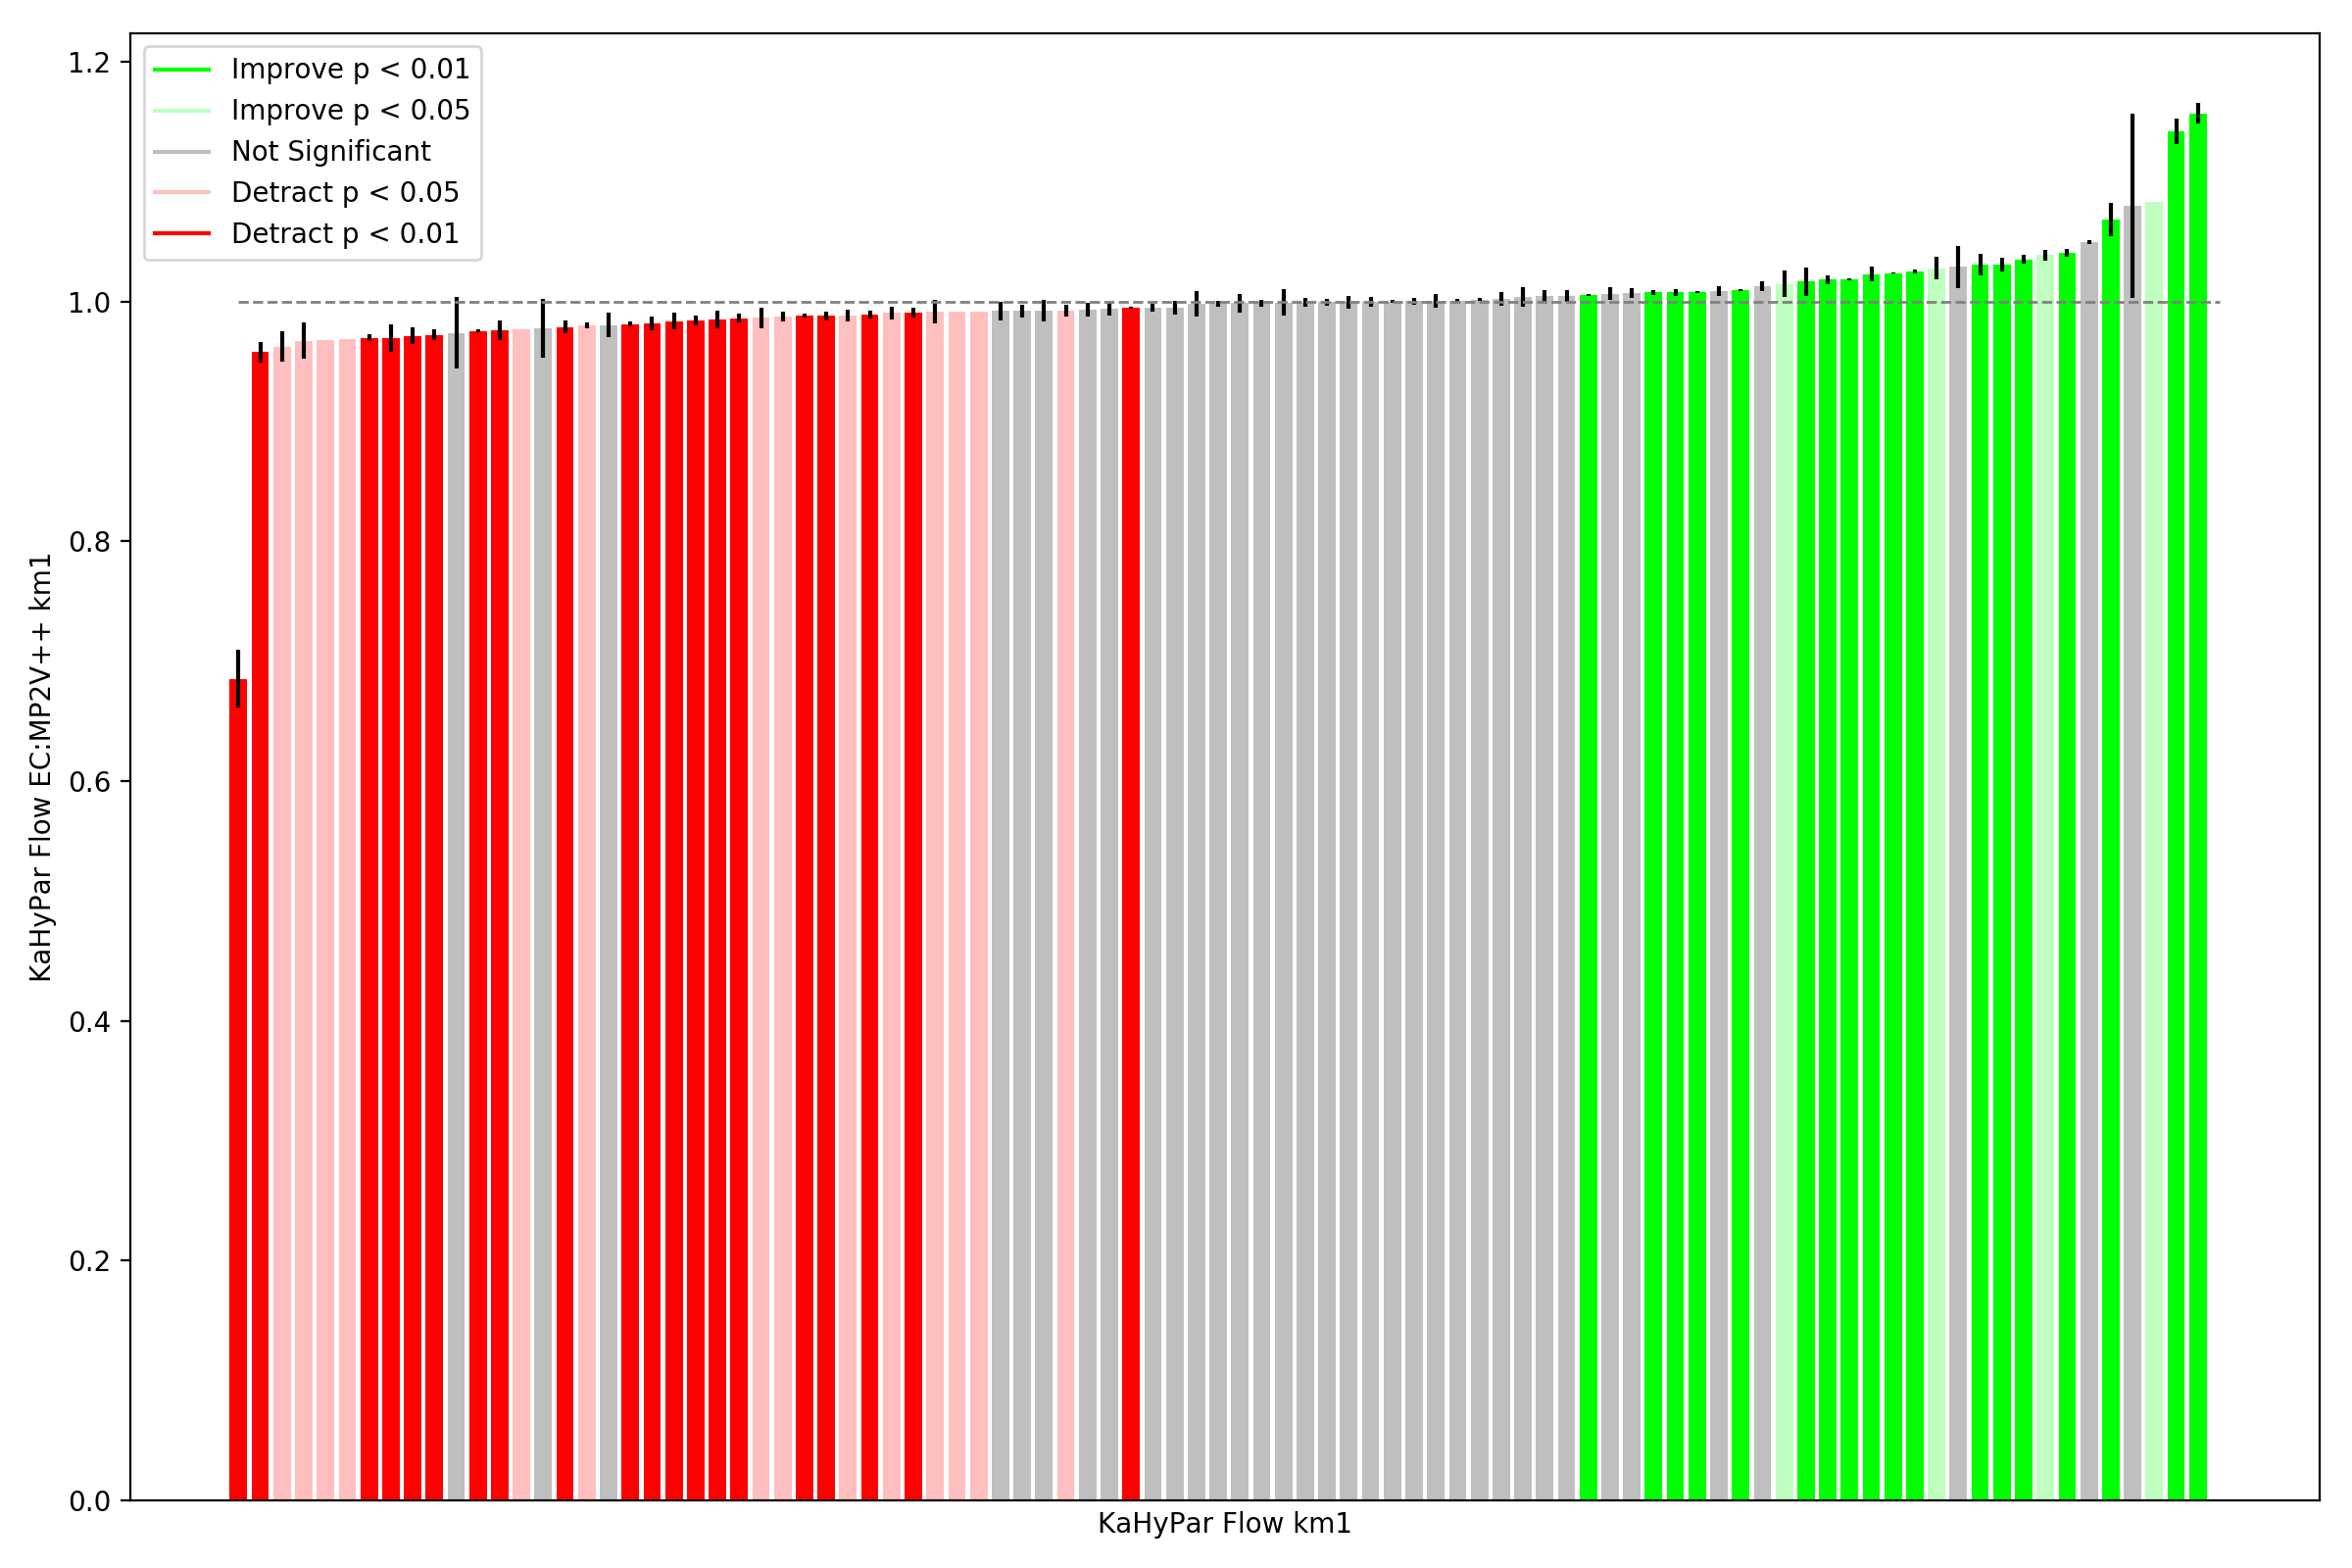 Improve p < 0.01
Improve p < 0.05
Not Significant
Detract p < 0.05
Detract p < 0.01
1.2
1.0
0.8
0.6
0.4
0.2
0.0
KaHyPar Flow EC:MP2V++ km1
KaHyPar Flow km1